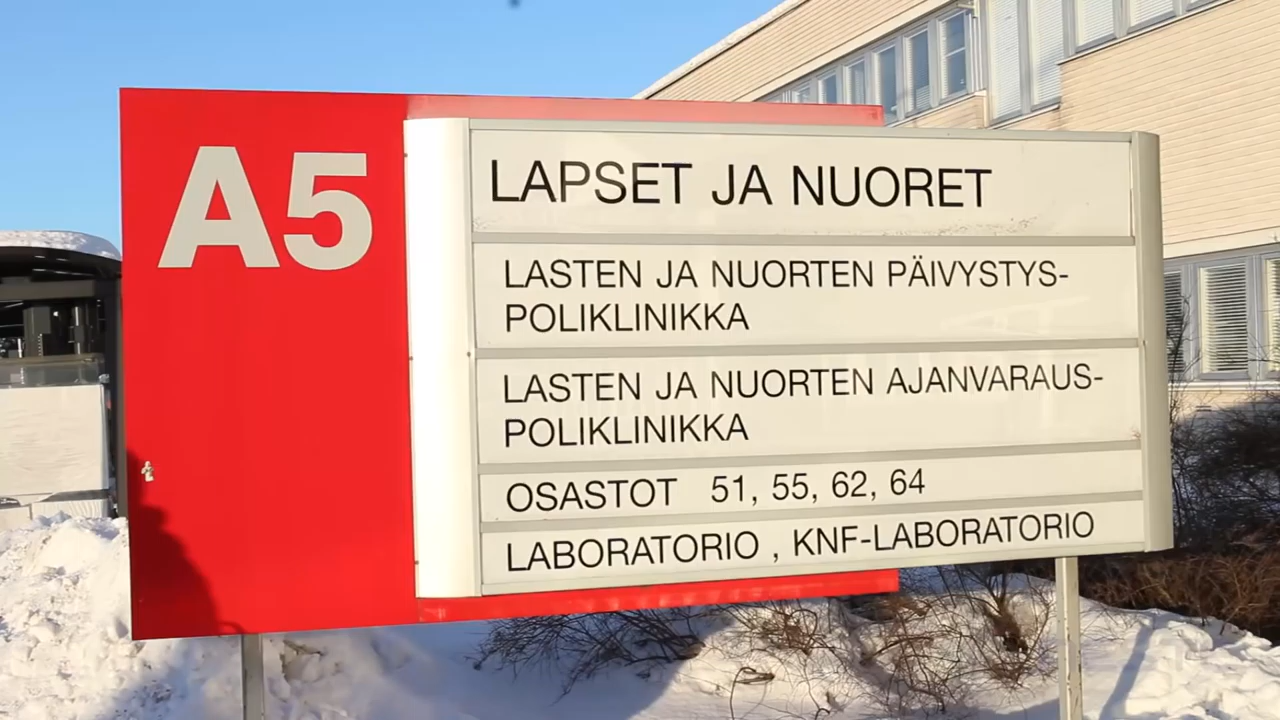 A5
LAPSET JA NUORET
LASTEN JA NUORTEN PÄIVYSTYS-
POLIKLINIKKA
LASTEN JA NUORTEN AJANVARAUS-
POLIKLINIKKA
OSASTOT 51, 55, 62, 64
LABORATORIO , KNF-LABORATORIO